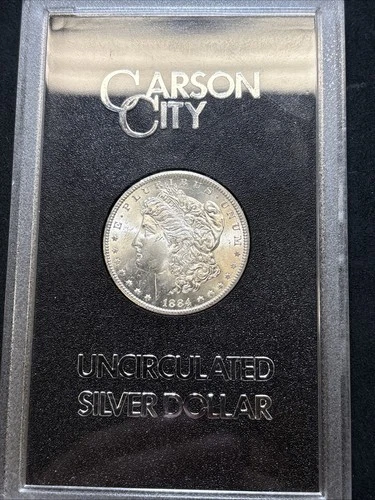 CARSON
CITY
E·PLURIBUS·UNUM
1884
UNCIRCULATED
SILVER DOLLAR